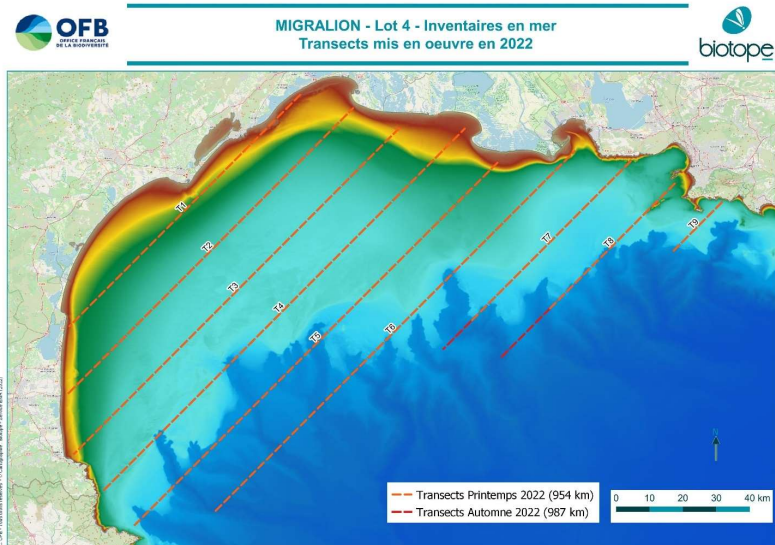 OFB
OFFICE FRANÇAIS
DE LA BIODIVERSITÉ
MIGRALION - Lot 4 - Inventaires en mer
Transects mis en oeuvre en 2022
biotope
T1
T2
T3
T4
T5
T6
T7
T8
T9
N
Transects Printemps 2022 (954 km)
Transects Automne 2022 (987 km)
0 10 20 30 40 km